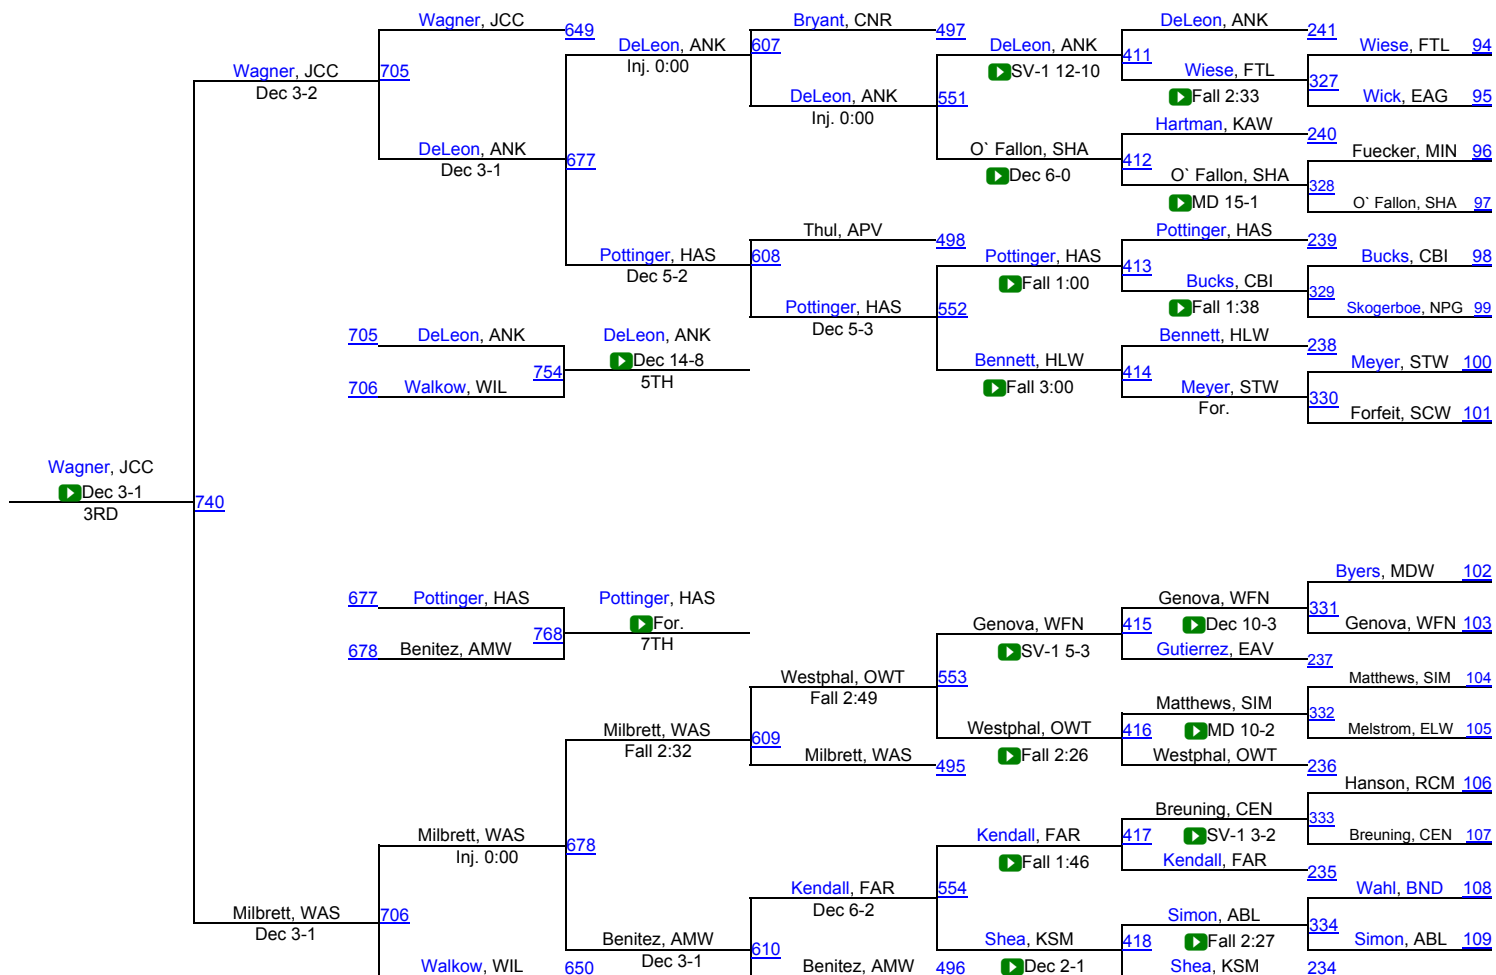 Wagner, JCC
649
Bryant, CNR
497
DeLeon, ANK
241
DeLeon, ANK
Inj. 0:00
607
DeLeon, ANK
SV-1 12-10
411
Wiese, FTL
94
Wagner, JCC
Dec 3-2
705
Wiese, FTL
Fall 2:33
327
DeLeon, ANK
Inj. 0:00
551
Wick, EAG
95
Hartman, KAW
240
DeLeon, ANK
Dec 3-1
677
O` Fallon, SHA
Dec 6-0
412
Fuecker, MIN
96
O` Fallon, SHA
MD 15-1
328
O` Fallon, SHA
97
Thul, APV
498
Pottinger, HAS
239
Pottinger, HAS
Dec 5-2
608
Pottinger, HAS
Fall 1:00
413
Bucks, CBI
98
Bucks, CBI
Fall 1:38
329
Pottinger, HAS
Dec 5-3
552
Skogerboe, NPG
99
705
DeLeon, ANK
DeLeon, ANK
Dec 14-8
5TH
Bennett, HLW
238
754
Bennett, HLW
Fall 3:00
414
Meyer, STW
100
706
Walkow, WIL
Meyer, STW
For.
330
Forfeit, SCW
101
Wagner, JCC
Dec 3-1
3RD
740
Byers, MDW
102
677
Pottinger, HAS
Pottinger, HAS
For.
7TH
Genova, WFN
Dec 10-3
331
768
Genova, WFN
SV-1 5-3
415
Genova, WFN
103
678
Benitez, AMW
Gutierrez, EAV
237
Westphal, OWT
Fall 2:49
553
Matthews, SIM
104
Matthews, SIM
MD 10-2
332
Milbrett, WAS
Fall 2:32
609
Westphal, OWT
Fall 2:26
416
Melstrom, ELW
105
Milbrett, WAS
495
Westphal, OWT
236
Hanson, RCM
106
Breuning, CEN
SV-1 3-2
333
Milbrett, WAS
Inj. 0:00
678
Kendall, FAR
Fall 1:46
417
Breuning, CEN
107
Kendall, FAR
235
Kendall, FAR
Dec 6-2
554
Wahl, BND
108
Milbrett, WAS
Dec 3-1
706
Simon, ABL
Fall 2:27
334
Benitez, AMW
Dec 3-1
610
Shea, KSM
Dec 2-1
418
Simon, ABL
109
Walkow, WIL
650
Benitez, AMW
496
Shea, KSM
234